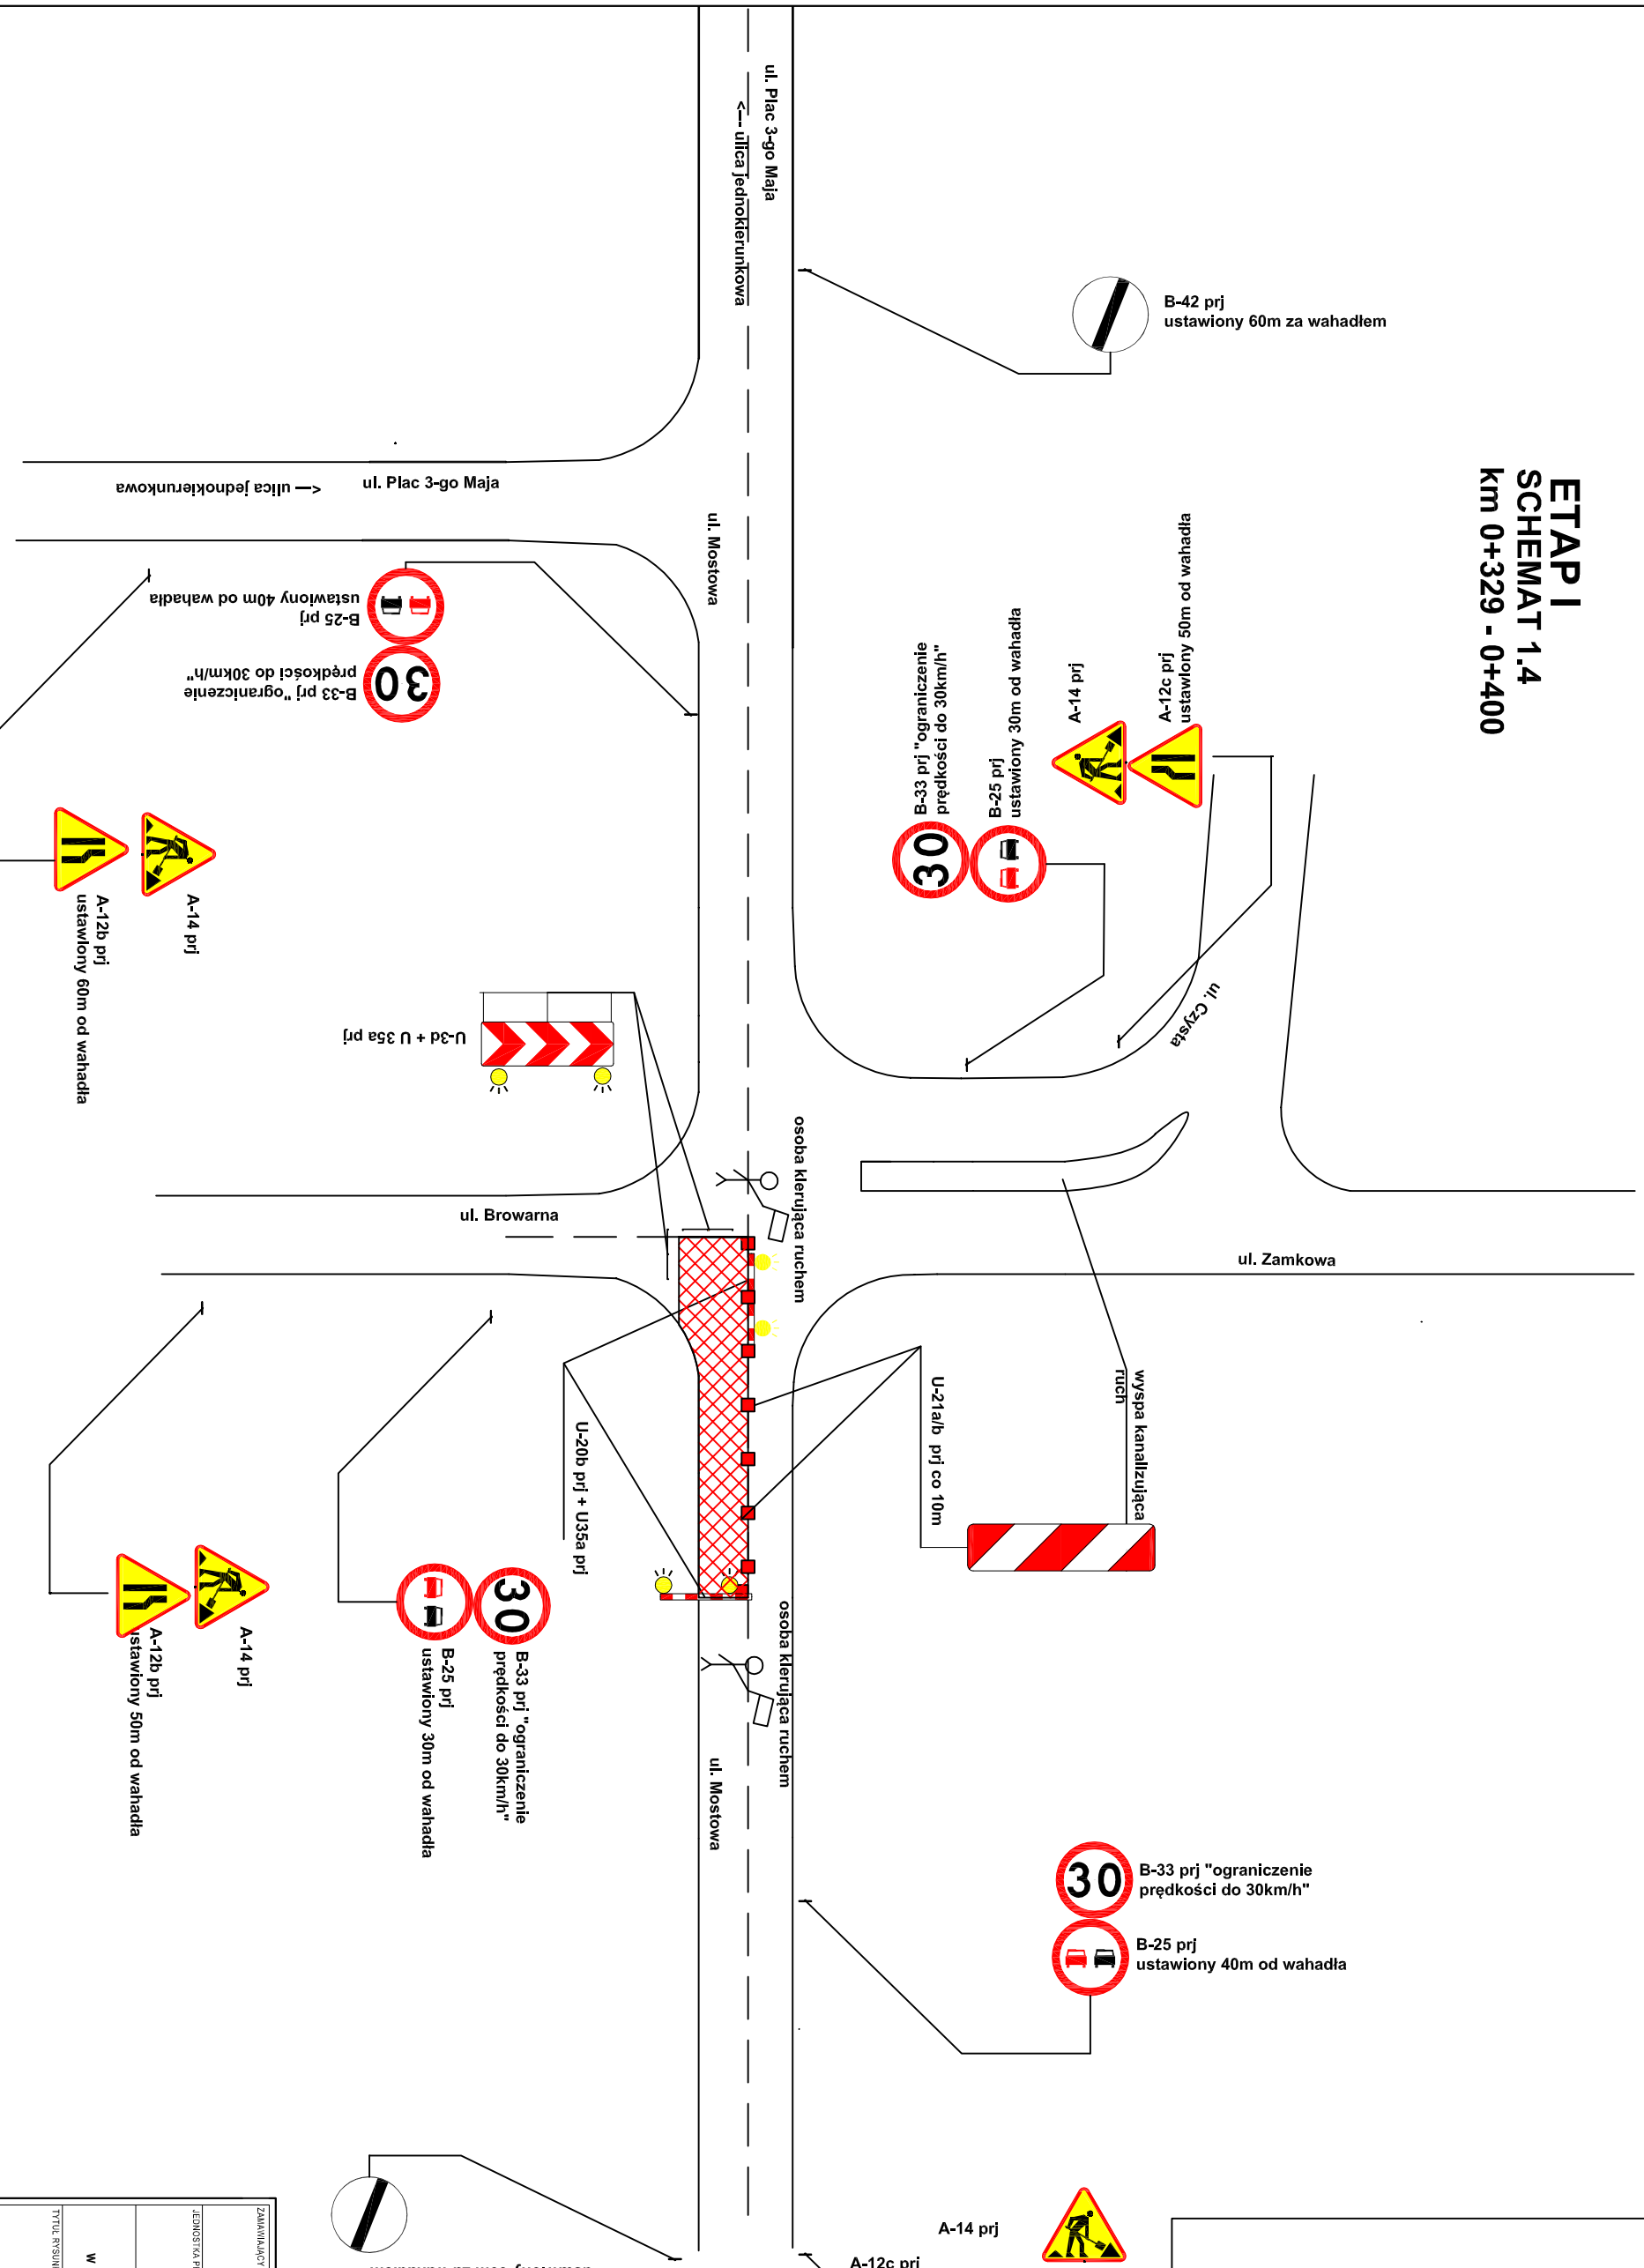 ETAP I
SCHEMAT 1.4
km 0+329 - 0+400
ul. Plac 3-go Maja
<--- ulica jednokierunkowa
B-42 prj
ustawiony 60m za wahadłem
<--- ulica jednokierunkowa
ul. Plac 3-go Maja
ul. Mostowa
B-25 prj
ustawiony 40m od wahadła
B-33 prj "ograniczenie
prędkości do 30km/h"
30
A-12c prj
ustawiony 50m od wahadła
A-14 prj
B-25 prj
ustawiony 30m od wahadła
B-33 prj "ograniczenie
prędkości do 30km/h"
30
A-14 prj
A-12b prj
ustawiony 60m od wahadła
U-3d + U 35a prj
ul. Czysta
osoba kierująca ruchem
ul. Browarna
ul. Zamkowa
wyspa kanalizująca
ruch
U-21a/b prj co 10m
U-20b prj + U35a prj
A-14 prj
A-12b prj
ustawiony 50m od wahadła
30
B-33 prj "ograniczenie
prędkości do 30km/h"
B-25 prj
ustawiony 30m od wahadła
osoba kierująca ruchem
ul. Mostowa
30
B-33 prj "ograniczenie
prędkości do 30km/h"
B-25 prj
ustawiony 40m od wahadła
A-14 prj
A-12c prj
ZAMAWIAJĄCY
JEDNOSTKA
W